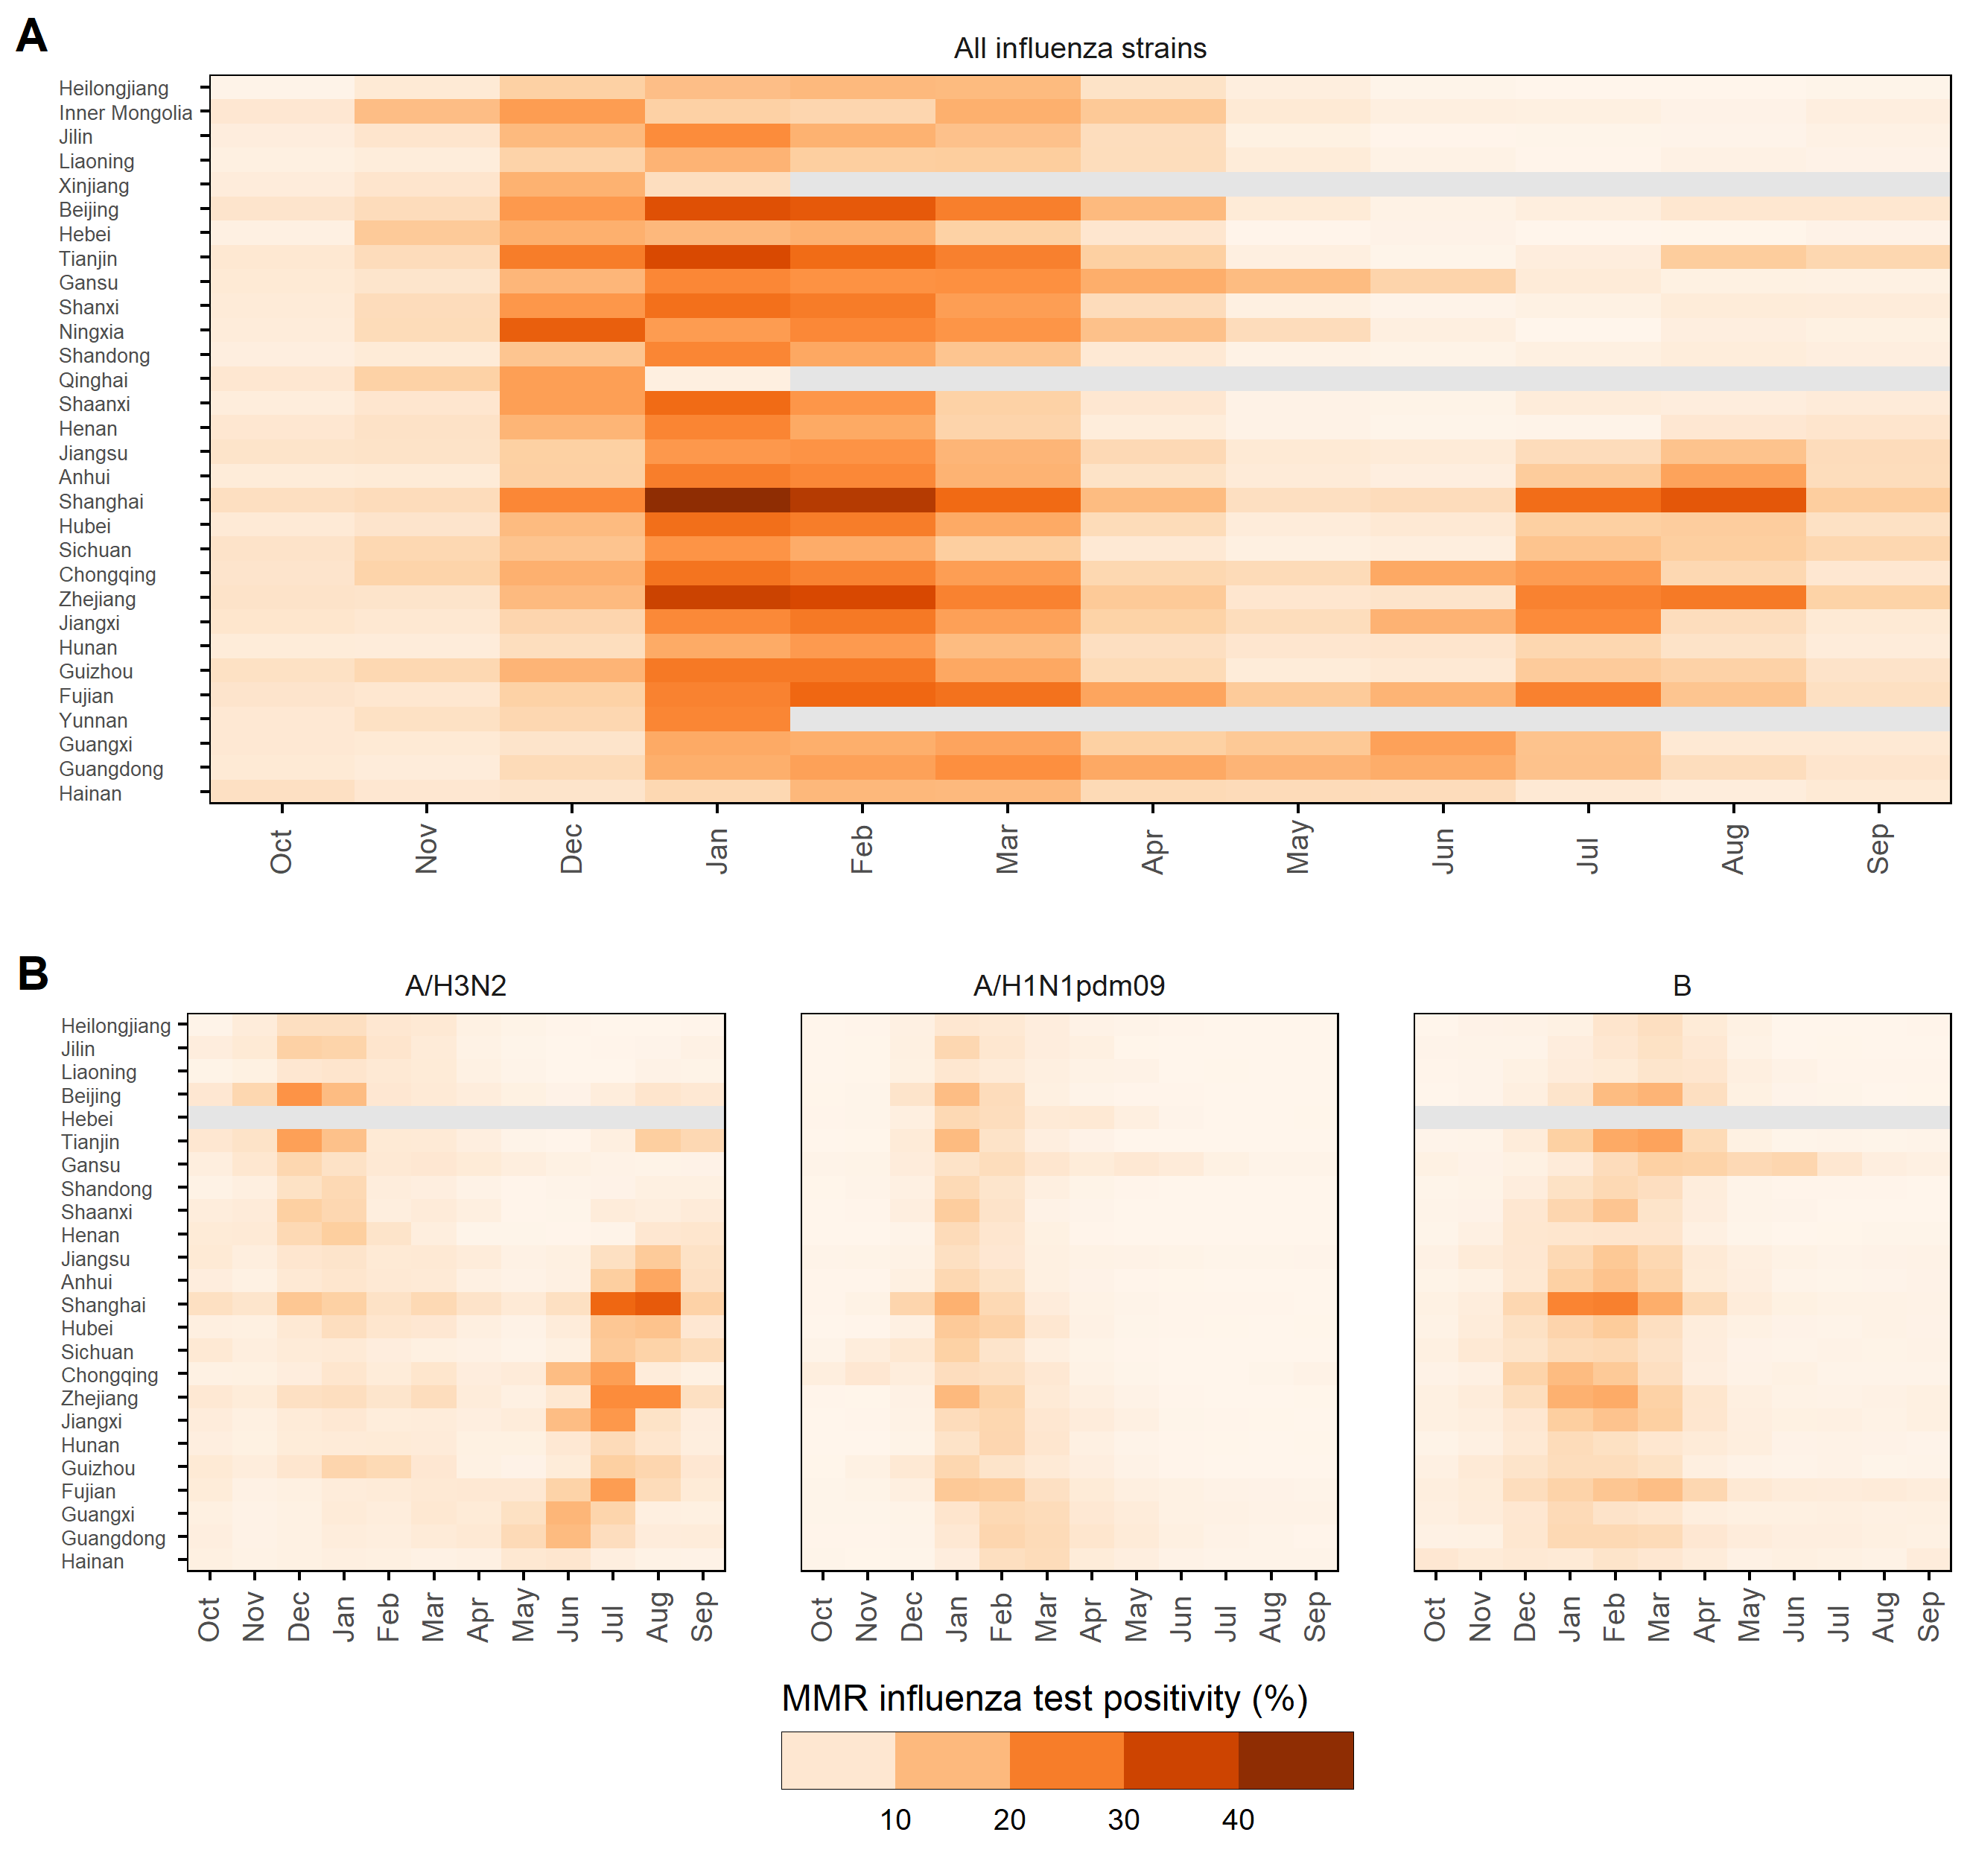 A
All influenza strains
Heilongjiang
Inner Mongolia
Jilin
Liaoning
Xinjiang
Beijing
Hebei
Tianjin
Gansu
Shanxi
Ningxia
Shandong
Qinghai
Shaanxi
Henan
Jiangsu
Anhui
Shanghai
Hubei
Sichuan
Chongqing
Zhejiang
Jiangxi
Hunan
Guizhou
Fujian
Yunnan
Guangxi
Guangdong
Hainan
Oct Nov Dec Jan Feb Mar Apr May Jun Jul Aug Sep
B
A/H3N2 A/H1N1pdm09 B
Heilongjiang
Jilin
Liaoning
Beijing
Hebei
Tianjin
Gansu
Shandong
Shaanxi
Henan
Jiangsu
Anhui
Shanghai
Hubei
Sichuan
Chongqing
Zhejiang
Jiangxi
Hunan
Guizhou
Fujian
Guangxi
Guangdong
Hainan
Oct Nov Dec Jan Feb Mar Apr May Jun Jul Aug Sep Oct Nov Dec Jan Feb Mar Apr May Jun Jul Aug Sep Oct Nov Dec Jan Feb Mar Apr May Jun Jul Aug Sep
MMR influenza test positivity (%)
10 20 30 40